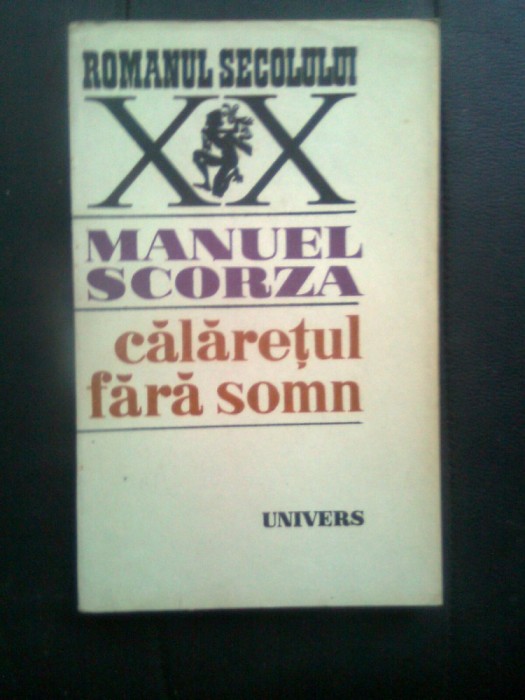 ROMANUL SECOLULUI
XX
MANUEL
SCORZA
călărețul
fără somn
UNIVERS